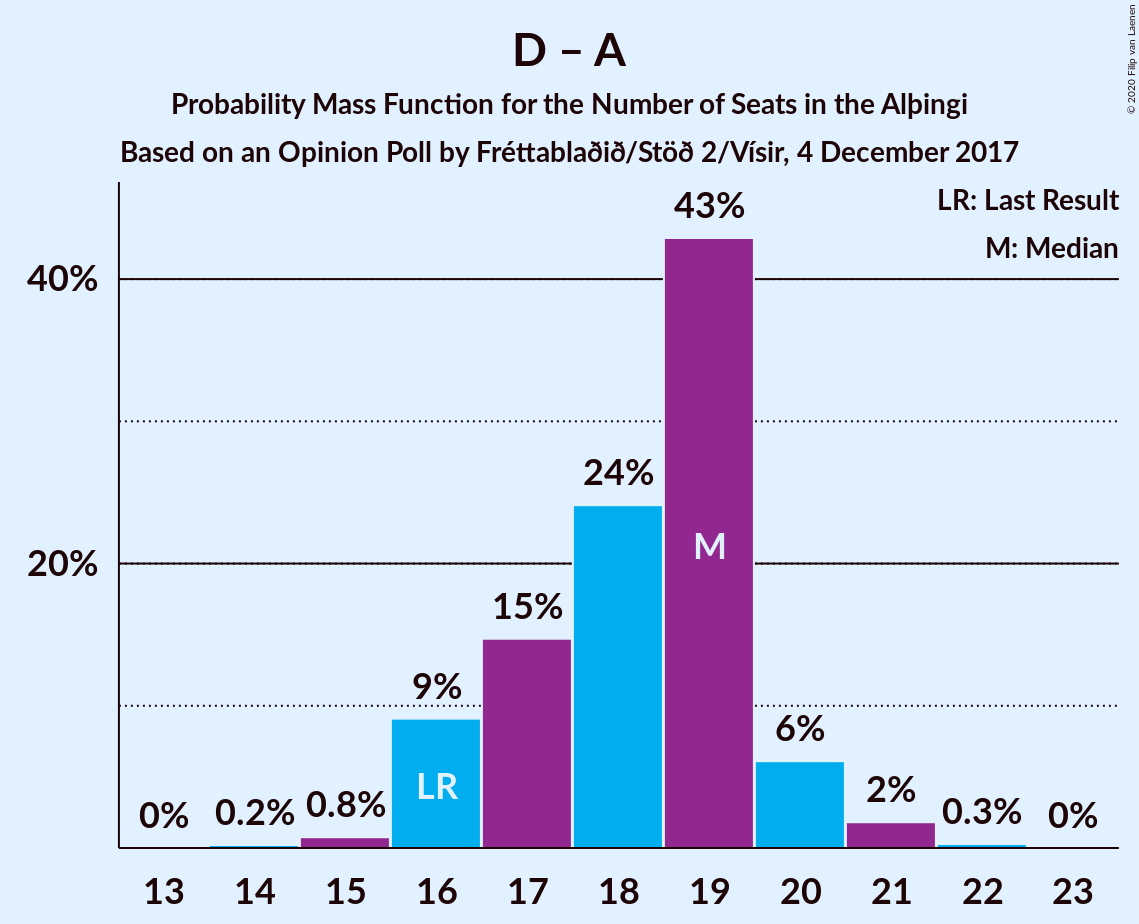 D – A
Probability Mass Function for the Number of Seats in the Alþingi
Based on an Opinion Poll by Fréttablaðið/Stöð 2/Vísir, 4 December 2017
© 2020 Filip van Laenen
LR: Last Result
M: Median
40%
20%
0%
0.2%
0.8%
9%
15%
24%
43%
6%
2%
0.3%
0%
LR
M
13 14 15 16 17 18 19 20 21 22 23